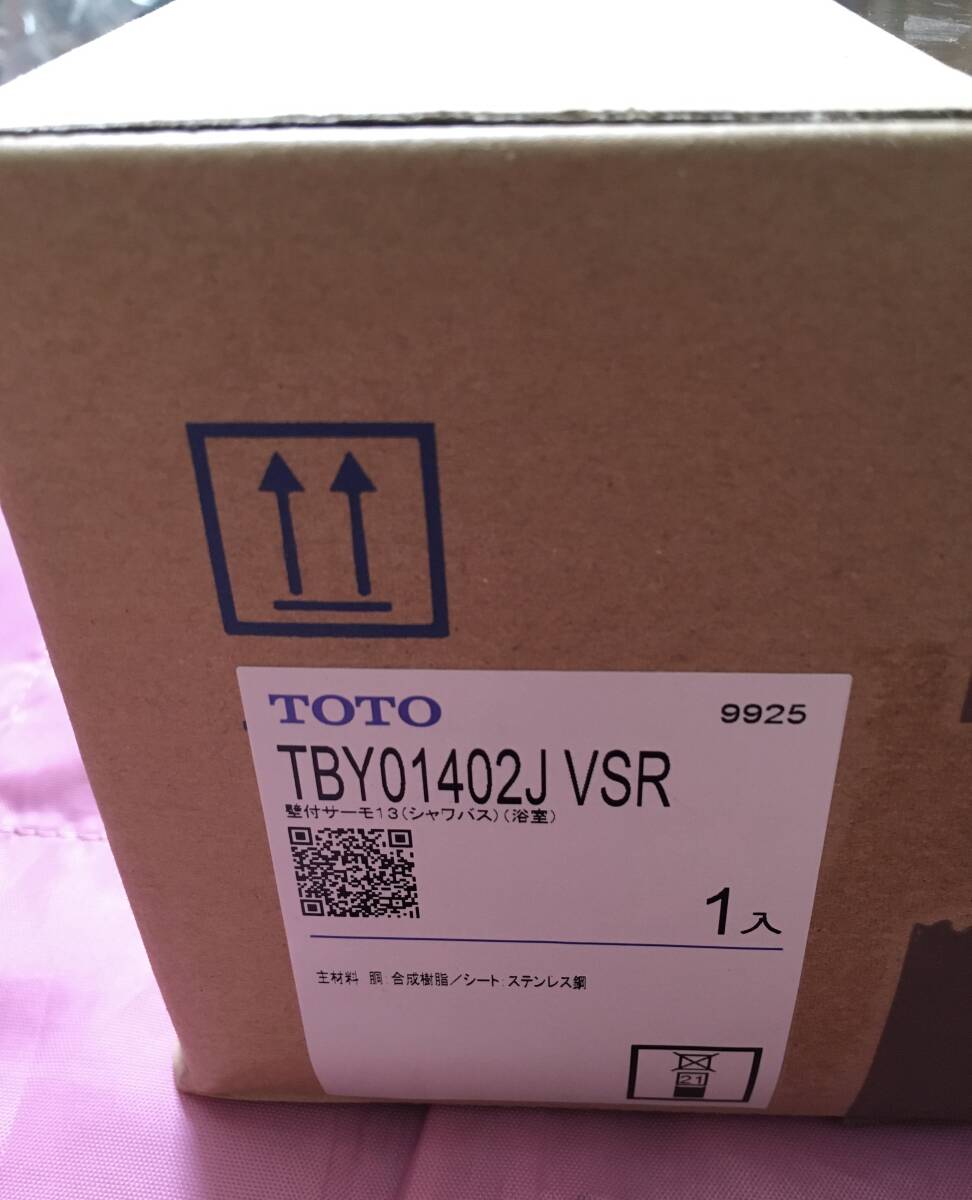 TOTO
9925
TBY01402J VSR
壁付サーモ13(シャワバス)(浴室)
1入
主材料 胴:合成樹脂/シート:ステンレス鋼
21